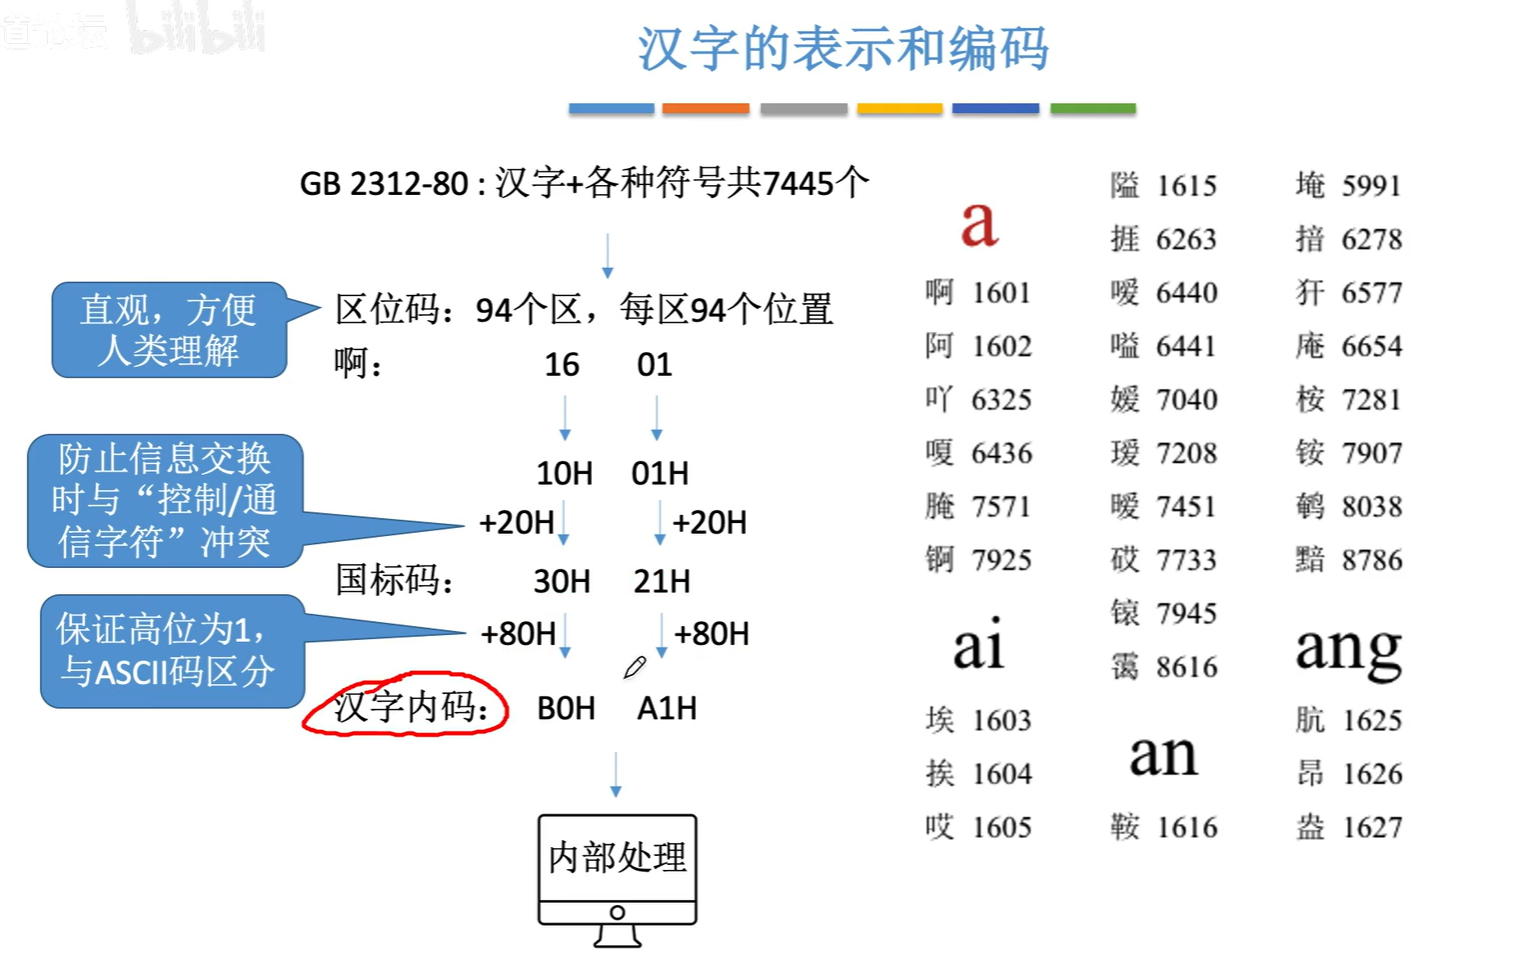 bilibili
汉字的表示和编码
GB 2312-80 : 汉字+各种符号共7445个
直观，方便
人类理解
区位码：94个区，每区94个位置
啊： 16 01
10H 01H
防止信息交换
时与“控制/通
信字符”冲突
+20H +20H
国标码： 30H 21H
保证高位为1，
与ASCII码区分
+80H +80H
汉字内码： B0H A1H
内部处理
a
啊 1601
阿 1602
吖 6325
嗄 6436
腌 7571
锕 7925
ai
埃 1603
挨 1604
哎 1605
隘 1615
捱 6263
嗳 6440
嗌 6441
嫒 7040
瑷 7208
暧 7451
砹 7733
锿 7945
霭 8616
an
鞍 1616
埯 5991
揞 6278
犴 6577
庵 6654
桉 7281
铵 7907
鹌 8038
黯 8786
ang
肮 1625
昂 1626
盎 1627